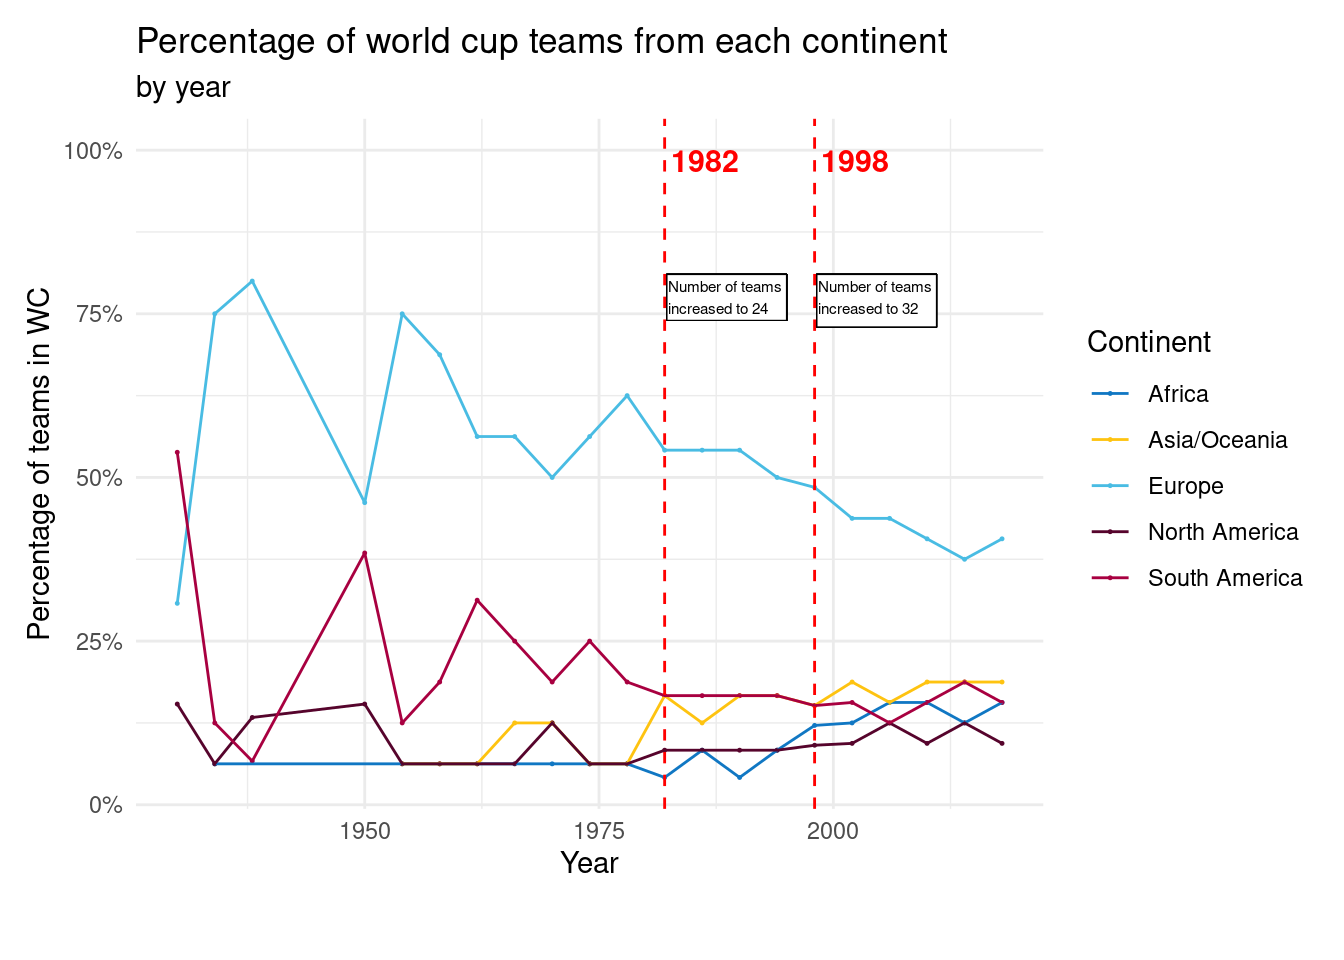 Percentage of world cup teams from each continent
by year
100%
75%
50%
25%
0%
Percentage of teams in WC
1982
1998
Number of teams
increased to 24
Number of teams
increased to 32
1950
1975
2000
Year
Continent
Africa
Asia/Oceania
Europe
North America
South America